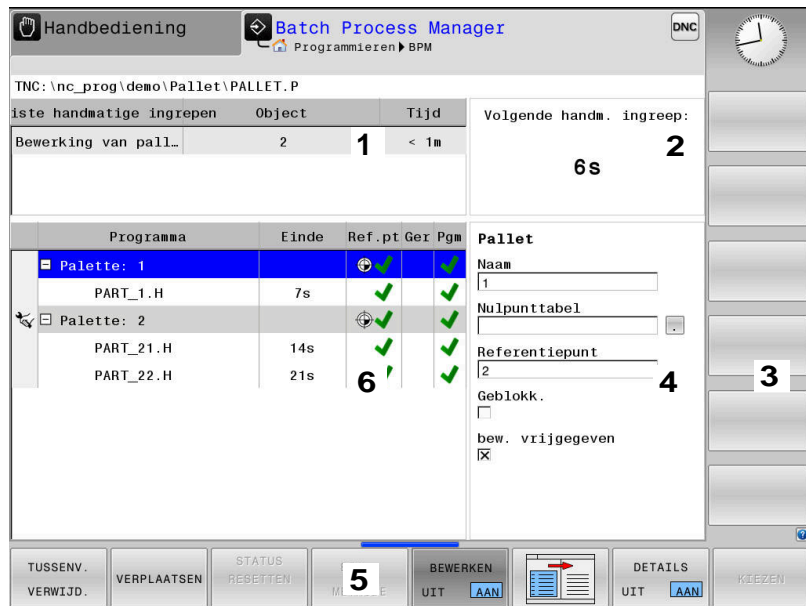 Handbediening
Batch Process Manager
DNC
Programmieren BPM
TNC:\nc_prog\demo\Pallet\PALLET.P
iste handmatige ingrepen Object Tijd
Bewerking van pall… 2 1 < 1m
Volgende handm. ingreep:
2
6s
Programma Einde Ref.pt Ger Pgm
Palette: 1
PART_1.H 7s
Palette: 2
PART_21.H 14s
PART_22.H 21s
6
Pallet
Naam
1
Nulpunttabel
.
Referentiepunt
2
4
Geblokk.
bew. vrijgegeven
3
TUSSENV.
VERWIJD.
VERPLAATSEN
STATUS
RESETTEN
5
BEWERKEN
UIT AAN
DETAILS
UIT AAN
KIEZEN